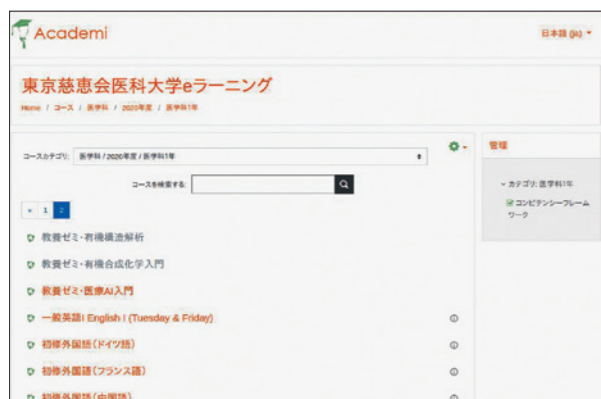 Academi
日本語 (ja)
東京慈恵会医科大学eラーニング
Home / コース / 医学科 / 2020年度 / 医学科1年
コースカテゴリ: 医学科 / 2020年度 / 医学科1年
コースを検索する:
« 1 2
教養ゼミ・有機構造解析
教養ゼミ・有機合成化学入門
教養ゼミ・医療AI入門
一般英語I English I (Tuesday & Friday)
初修外国語(ドイツ語)
初修外国語(フランス語)
初修外国語(中国語)
管理
カテゴリ: 医学科1年
コンピテンシーフレーム
ワーク